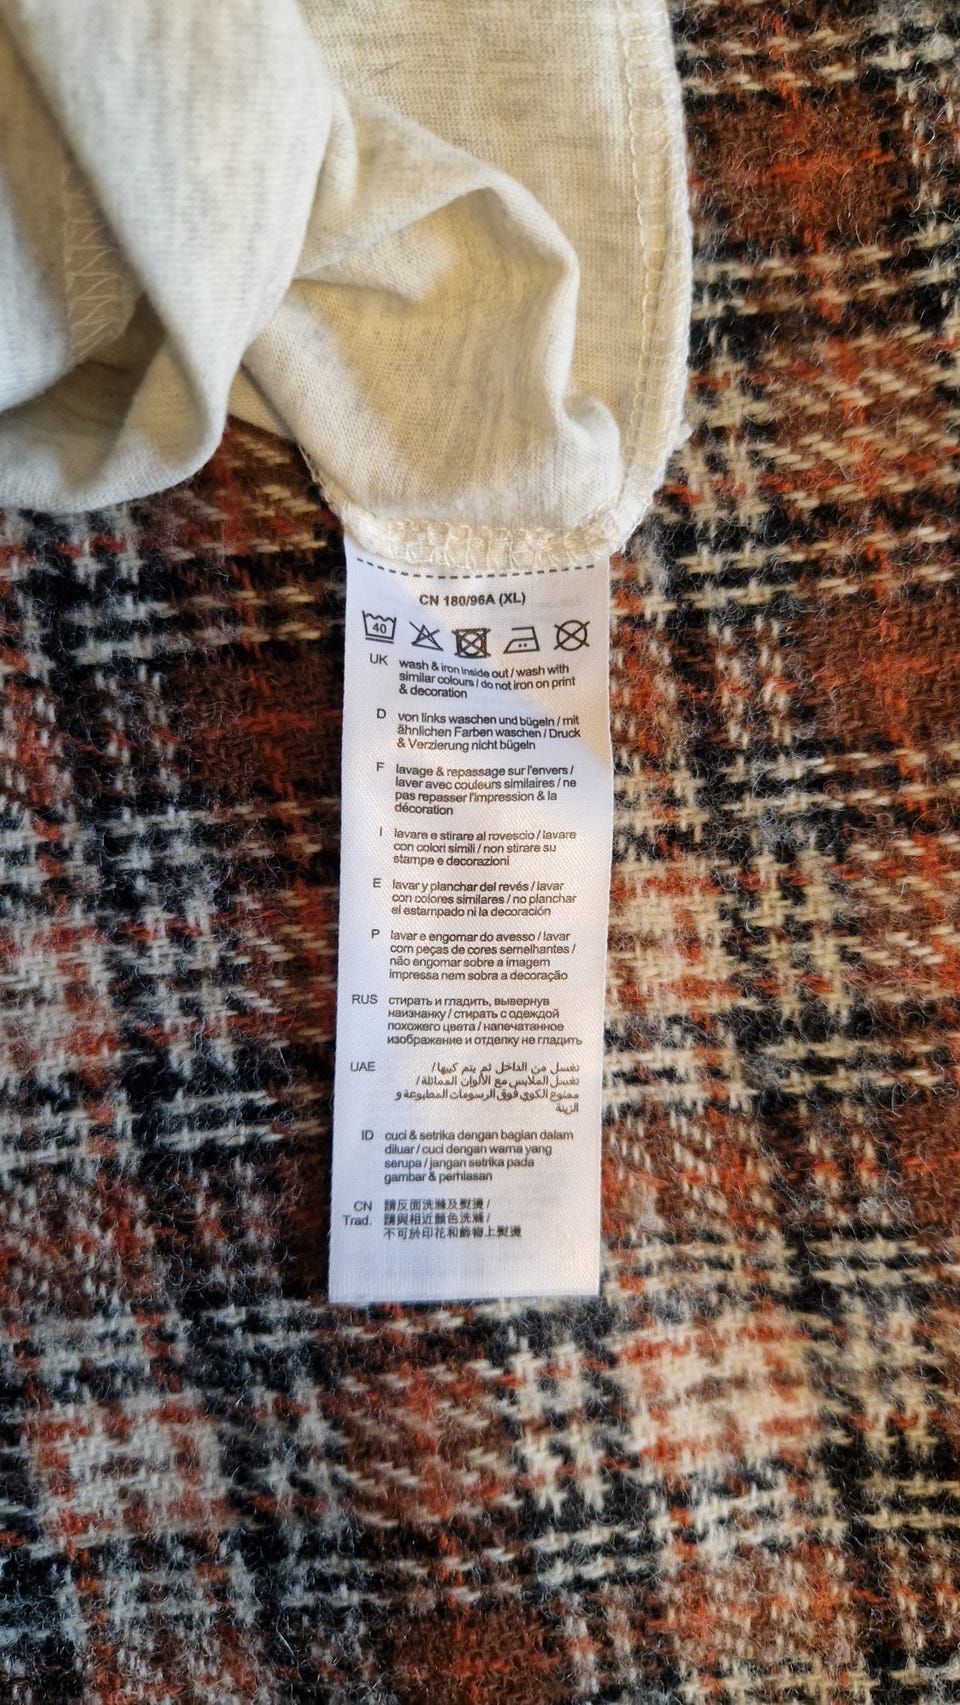 CN 180/96A (XL)
40
UK wash & iron inside out / wash with
similar colours / do not iron on print
& decoration
D von links waschen und bügeln / mit
ähnlichen Farben waschen / Druck
& Verzierung nicht bügeln
F lavage & repassage sur l'envers /
laver avec couleurs similaires / ne
pas repasser l'impression & la
décoration
I lavare e stirare al rovescio / lavare
con colori simili / non stirare su
stampe e decorazioni
E lavar y planchar del revés / lavar
con colores similares / no planchar
el estampado ni la decoración
P lavar e engomar do avesso / lavar
com peças de cores semelhantes /
não engomar sobre a imagem
impressa nem sobra a decoração
RUS стирать и гладить, вывернув
наизнанку / стирать с одеждой
похожего цвета / напечатанное
изображение и отделку не гладить
UAE تغسل من الداخل ثم يتم كيها /
تغسل الملابس مع الألوان المماثلة /
ممنوع الكوي فوق الرسومات المطبوعة و
الزينة
ID cuci & setrika dengan bagian dalam
diluar / cuci dengan warna yang
serupa / jangan setrika pada
gambar & perhiasan
CN 請反面洗滌及熨燙 /
Trad. 請與相近顏色洗滌 /
不可於印花和飾物上熨燙